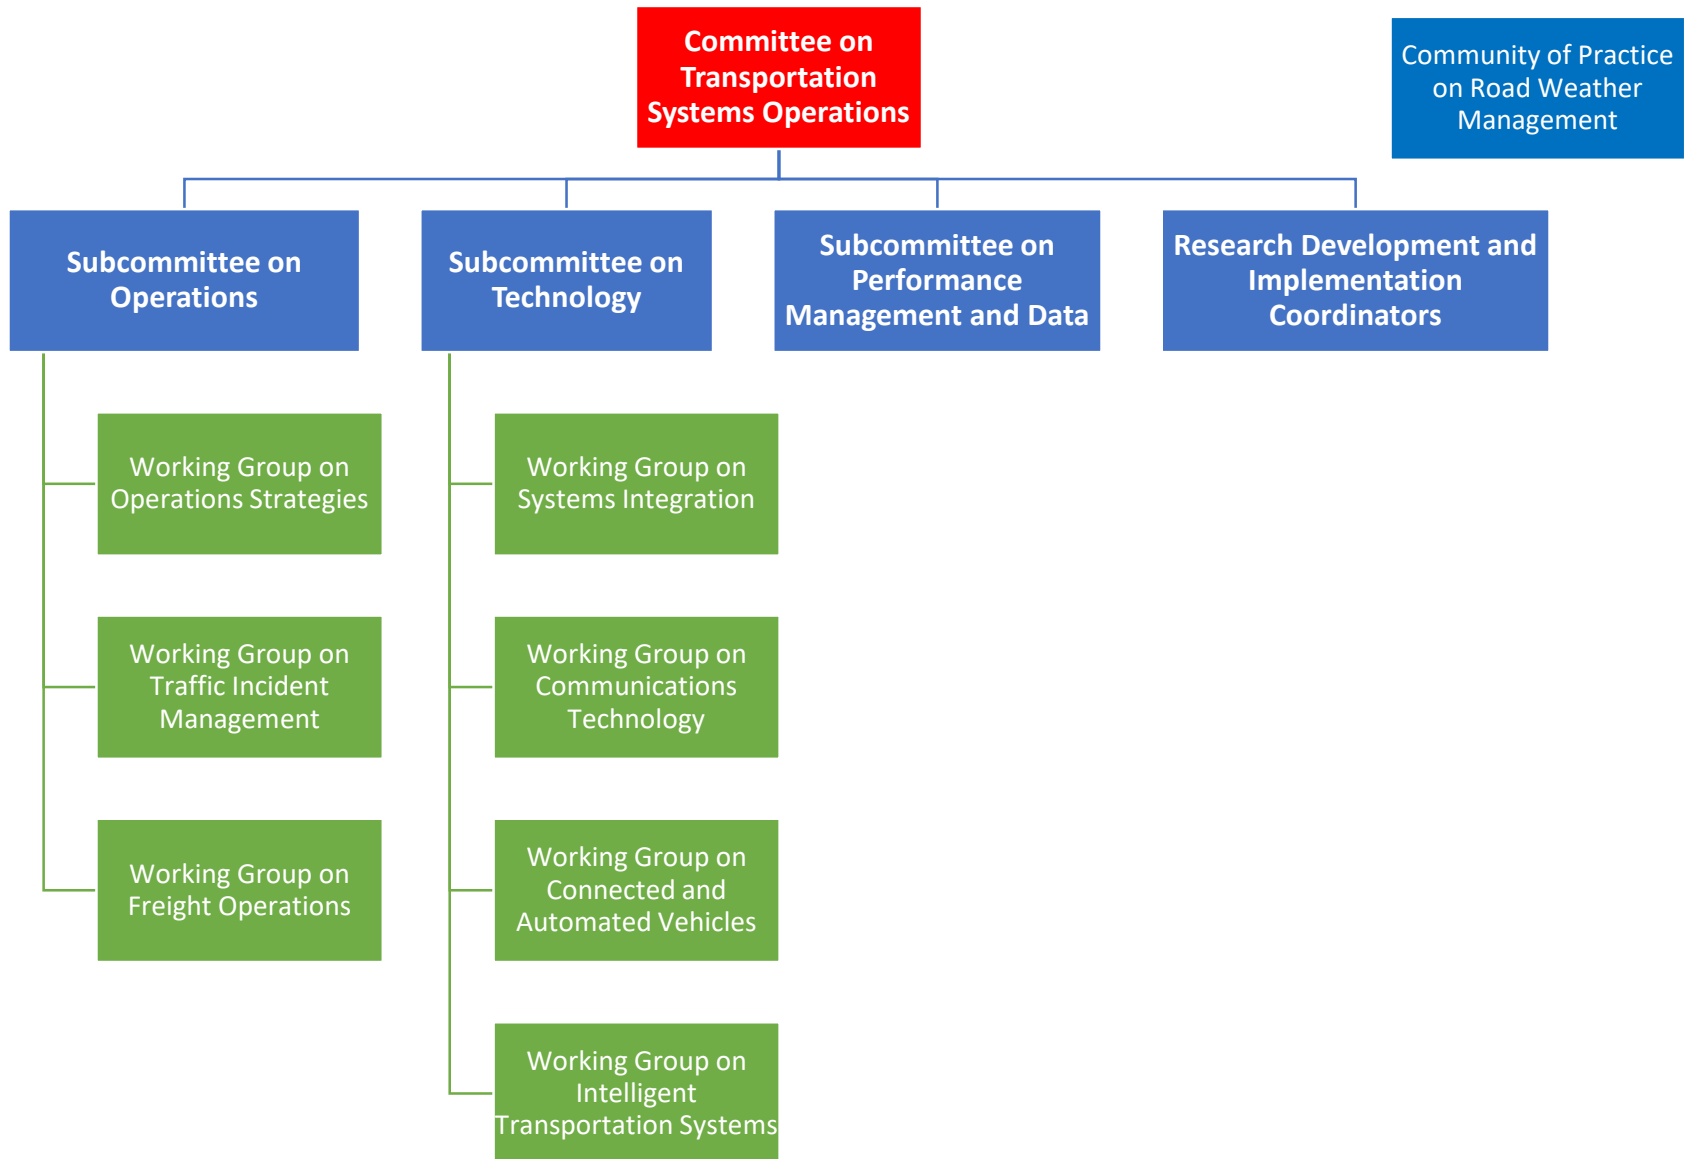 Committee on
Transportation
Systems Operations
Community of Practice
on Road Weather
Management
Subcommittee on
Operations
Subcommittee on
Technology
Subcommittee on
Performance
Management and Data
Research Development and
Implementation
Coordinators
Working Group on
Operations Strategies
Working Group on
Traffic Incident
Management
Working Group on
Freight Operations
Working Group on
Systems Integration
Working Group on
Communications
Technology
Working Group on
Connected and
Automated Vehicles
Working Group on
Intelligent
Transportation Systems